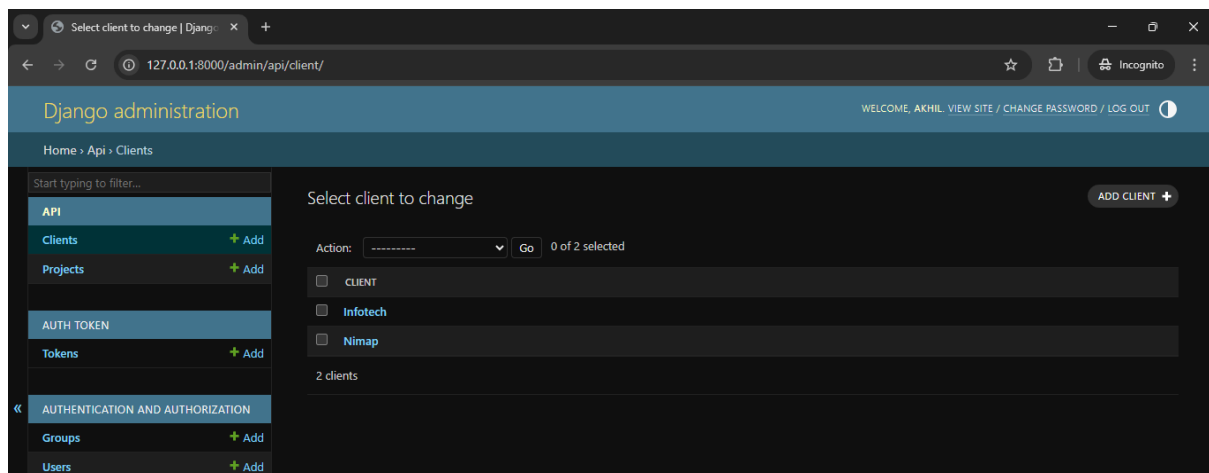 Select client to change | Django
127.0.0.1:8000/admin/api/client/
Incognito
Django administration
WELCOME, AKHIL. VIEW SITE / CHANGE PASSWORD / LOG OUT
Home › Api › Clients
Start typing to filter...
API
Clients + Add
Projects + Add
AUTH TOKEN
Tokens + Add
«
AUTHENTICATION AND AUTHORIZATION
Groups + Add
Users + Add
Select client to change
ADD CLIENT +
Action: --------- Go 0 of 2 selected
CLIENT
Infotech
Nimap
2 clients